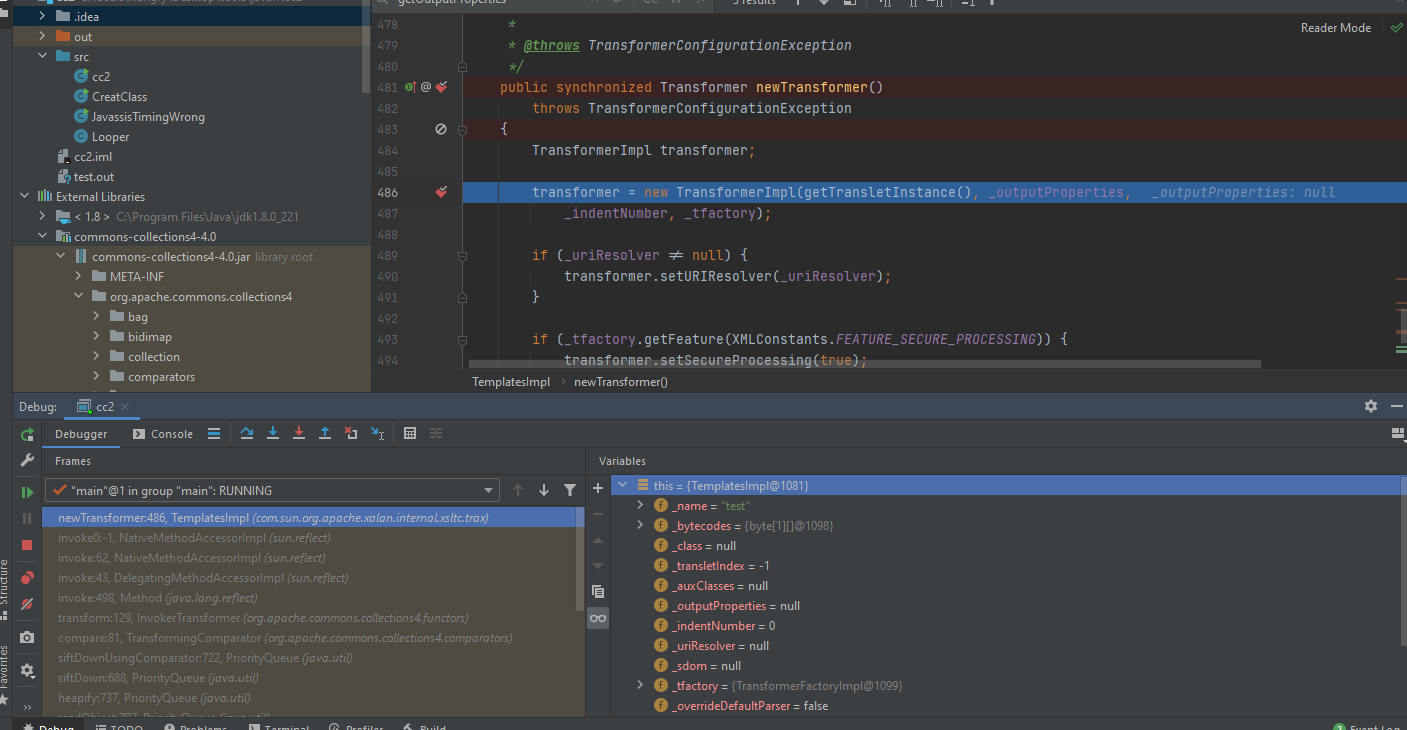 .idea
out
src
cc2
CreatClass
JavassisTimingWrong
Looper
cc2.iml
test.out
External Libraries
< 1.8 > C:\Program Files\Java\jdk1.8.0_221
commons-collections4-4.0
commons-collections4-4.0.jar library root
META-INF
org.apache.commons.collections4
bag
bidimap
collection
comparators
getOutputProperties
5 results
Reader Mode
478 *
479 * @throws TransformerConfigurationException
480 */
481 @ public synchronized Transformer newTransformer()
482 throws TransformerConfigurationException
483 {
484 TransformerImpl transformer;
485
486 transformer = new TransformerImpl(getTransletInstance(), _outputProperties, _outputProperties: null
487 _indentNumber, _tfactory);
488
489 if (_uriResolver ≠ null) {
490 transformer.setURIResolver(_uriResolver);
491 }
492
493 if (_tfactory.getFeature(XMLConstants.FEATURE_SECURE_PROCESSING)) {
494 transformer.setSecureProcessing(true);
TemplatesImpl › newTransformer()
Debug: cc2 ×
Debugger Console
Frames
"main"@1 in group "main": RUNNING
newTransformer:486, TemplatesImpl (com.sun.org.apache.xalan.internal.xsltc.trax)
invoke0:-1, NativeMethodAccessorImpl (sun.reflect)
invoke:62, NativeMethodAccessorImpl (sun.reflect)
invoke:43, DelegatingMethodAccessorImpl (sun.reflect)
invoke:498, Method (java.lang.reflect)
transform:129, InvokerTransformer (org.apache.commons.collections4.functors)
compare:81, TransformingComparator (org.apache.commons.collections4.comparators)
siftDownUsingComparator:722, PriorityQueue (java.util)
siftDown:688, PriorityQueue (java.util)
heapify:737, PriorityQueue (java.util)
readObject:797, PriorityQueue (java.util)
Variables
this = {TemplatesImpl@1081}
_name = "test"
_bytecodes = {byte[1][]@1098}
_class = null
_transletIndex = -1
_auxClasses = null
_outputProperties = null
_indentNumber = 0
_uriResolver = null
_sdom = null
_tfactory = {TransformerFactoryImpl@1099}
_overrideDefaultParser = false
Structure
Favorites
Debug TODO Problems Terminal Profiler Build
2 Event Log